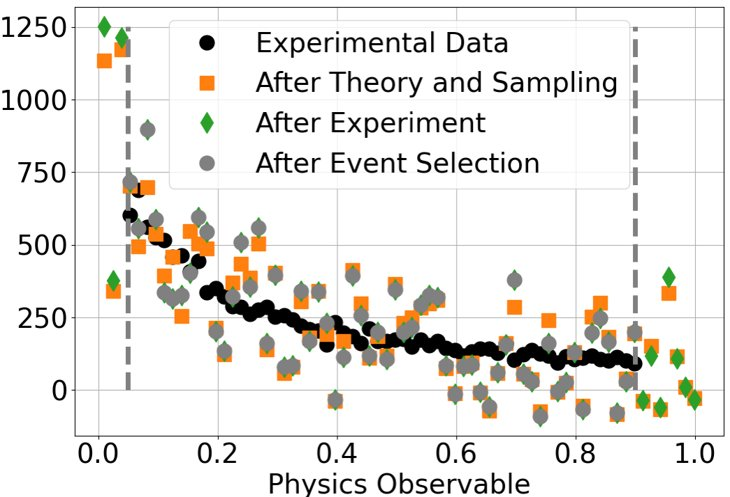 1250
1000
750
500
250
0
Experimental Data
After Theory and Sampling
After Experiment
After Event Selection
0.0 0.2 0.4 0.6 0.8 1.0
Physics Observable